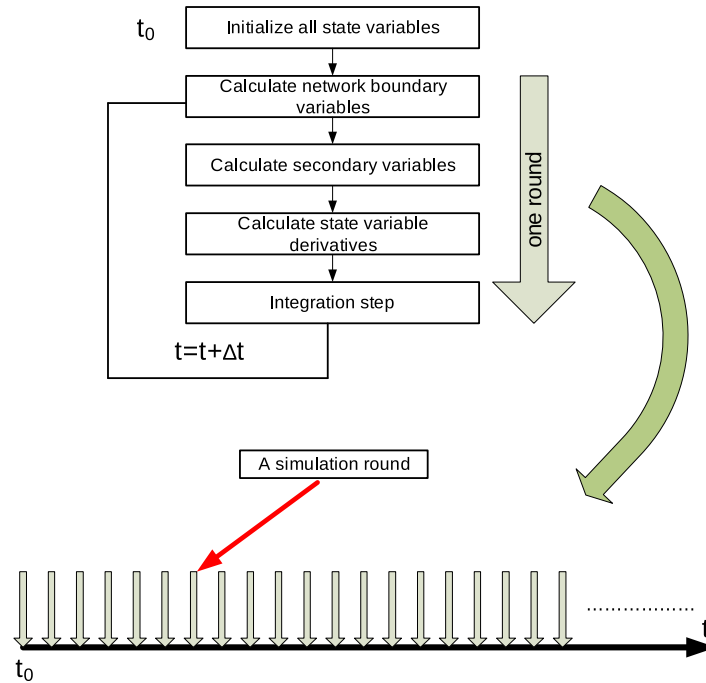 t0
Initialize all state variables
Calculate network boundary
variables
Calculate secondary variables
Calculate state variable
derivatives
Integration step
t=t+Δt
one round
A simulation round
....................
t
t0